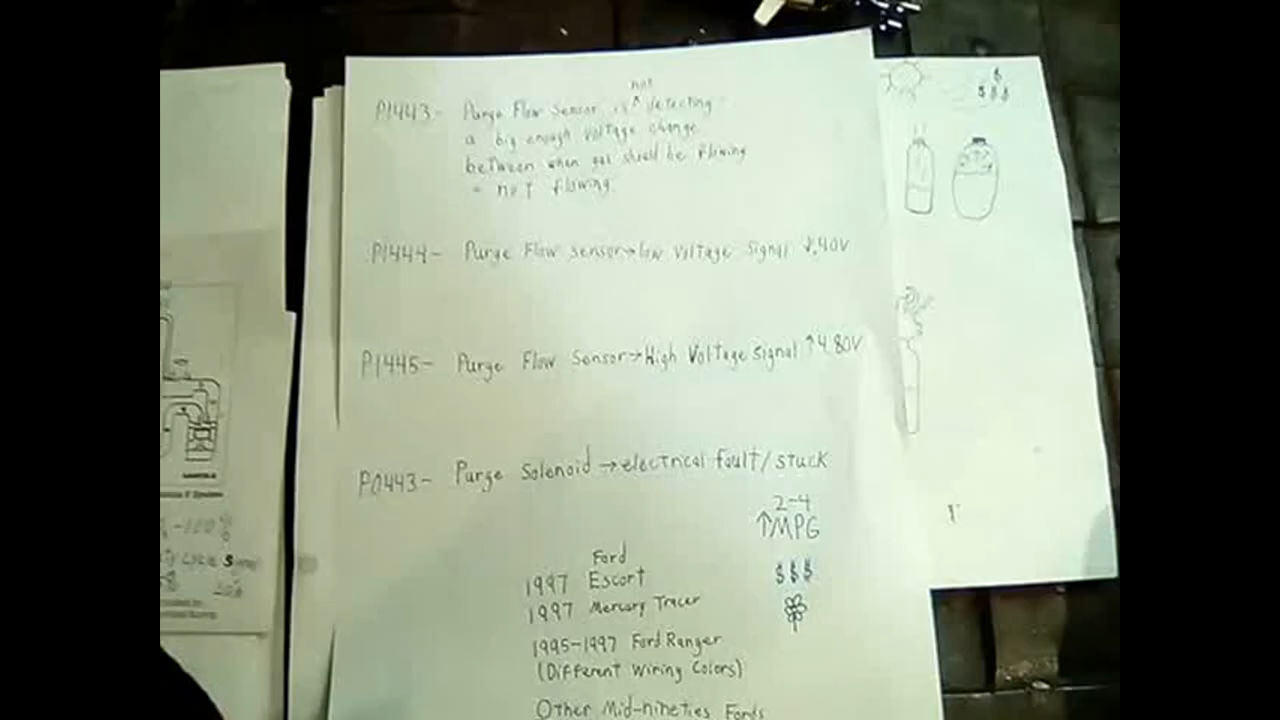 P1443- Purge Flow Sensor is not detecting
a big enough voltage change
between when gas should be flowing
+ not flowing.
P1444- Purge Flow sensor→low Voltage Signal ↓.40V
P1445- Purge Flow Sensor→High Voltage Signal ↑4.80V
P0443- Purge Solenoid →electrical fault/stuck
2-4
↑MPG
$$$
Ford
1997 Escort
1997 Mercury Tracer
1995-1997 Ford Ranger
(Different Wiring Colors)
Other Mid-nineties Fords
-100%
$
$$$